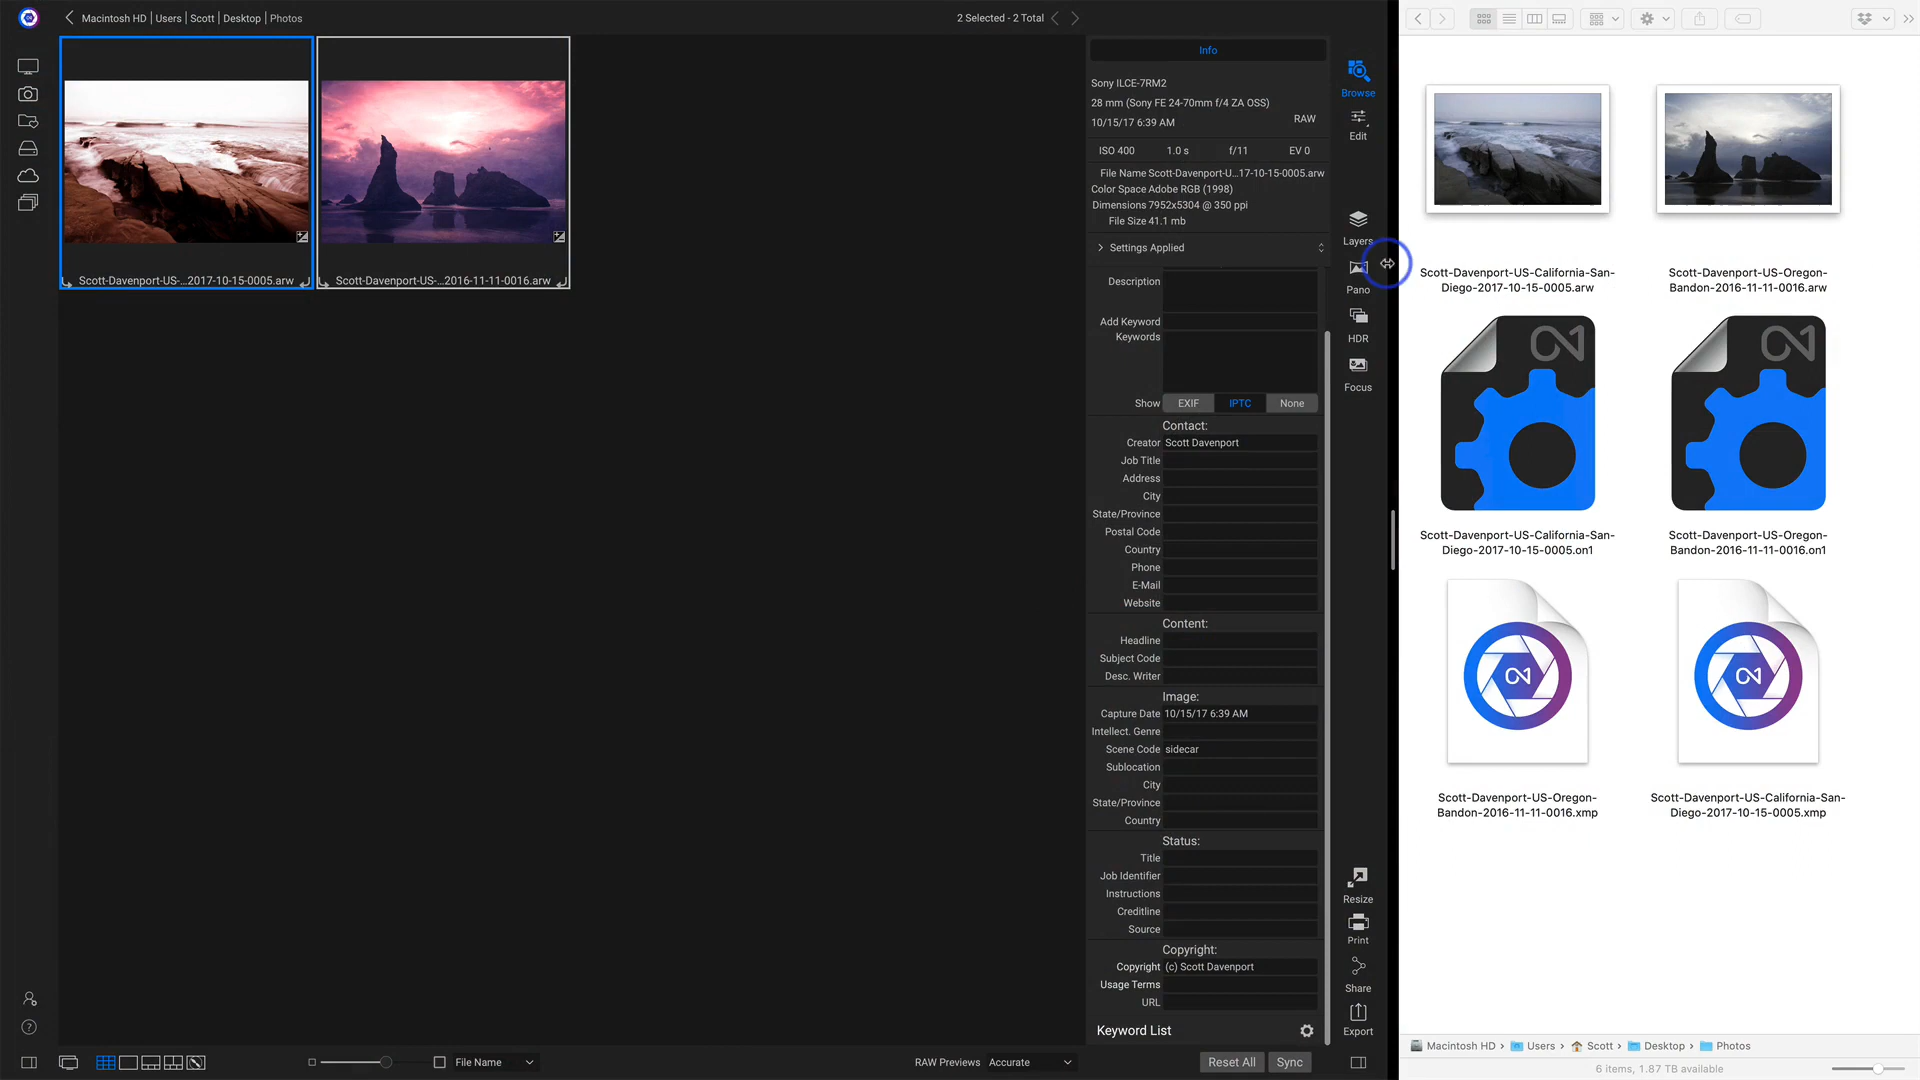 Macintosh HD | Users | Scott | Desktop | Photos
2 Selected - 2 Total
Scott-Davenport-US-...2017-10-15-0005.arw
Scott-Davenport-US-...2016-11-11-0016.arw
Info
Sony ILCE-7RM2
28 mm (Sony FE 24-70mm f/4 ZA OSS)
10/15/17 6:39 AM
RAW
ISO 400 1.0 s f/11 EV 0
File Name Scott-Davenport-U...17-10-15-0005.arw
Color Space Adobe RGB (1998)
Dimensions 7952x5304 @ 350 ppi
File Size 41.1 mb
Settings Applied
Description
Add Keyword
Keywords
Show EXIF IPTC None
Contact:
Creator Scott Davenport
Job Title
Address
City
State/Province
Postal Code
Country
Phone
E-Mail
Website
Content:
Headline
Subject Code
Desc. Writer
Image:
Capture Date 10/15/17 6:39 AM
Intellect. Genre
Scene Code sidecar
Sublocation
City
State/Province
Country
Status:
Title
Job Identifier
Instructions
Creditline
Source
Copyright:
Copyright (c) Scott Davenport
Usage Terms
URL
Keyword List
File Name
RAW Previews Accurate
Reset All
Sync
Browse
Edit
Layers
Pano
HDR
Focus
Resize
Print
Share
Export
Scott-Davenport-US-California-San-
Diego-2017-10-15-0005.arw
Scott-Davenport-US-Oregon-
Bandon-2016-11-11-0016.arw
Scott-Davenport-US-California-San-
Diego-2017-10-15-0005.on1
Scott-Davenport-US-Oregon-
Bandon-2016-11-11-0016.on1
Scott-Davenport-US-Oregon-
Bandon-2016-11-11-0016.xmp
Scott-Davenport-US-California-San-
Diego-2017-10-15-0005.xmp
Macintosh HD › Users › Scott › Desktop › Photos
6 items, 1.87 TB available